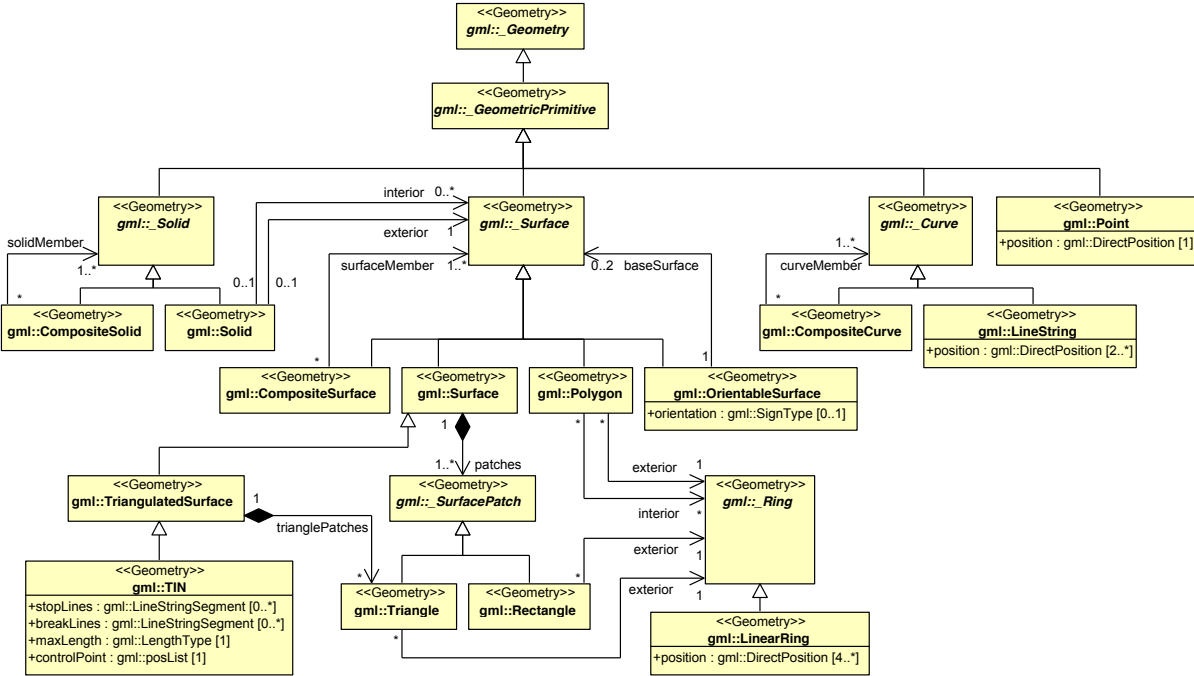 <<Geometry>>
gml::_Geometry
<<Geometry>>
gml::_GeometricPrimitive
<<Geometry>>
gml::_Solid
interior 0..*
exterior 1
<<Geometry>>
gml::_Surface
<<Geometry>>
gml::_Curve
<<Geometry>>
gml::Point
+position : gml::DirectPosition [1]
solidMember
1..*
*
0..1
0..1
surfaceMember 1..*
*
0..2 baseSurface
1
1..*
curveMember
*
<<Geometry>>
gml::CompositeSolid
<<Geometry>>
gml::Solid
<<Geometry>>
gml::CompositeCurve
<<Geometry>>
gml::LineString
+position : gml::DirectPosition [2..*]
<<Geometry>>
gml::CompositeSurface
<<Geometry>>
gml::Surface
<<Geometry>>
gml::Polygon
<<Geometry>>
gml::OrientableSurface
+orientation : gml::SignType [0..1]
1
1..* patches
*
*
exterior 1
interior *
exterior 1
exterior 1
<<Geometry>>
gml::TriangulatedSurface
1
trianglePatches
*
<<Geometry>>
gml::_SurfacePatch
<<Geometry>>
gml::_Ring
<<Geometry>>
gml::TIN
+stopLines : gml::LineStringSegment [0..*]
+breakLines : gml::LineStringSegment [0..*]
+maxLength : gml::LengthType [1]
+controlPoint : gml::posList [1]
<<Geometry>>
gml::Triangle
*
<<Geometry>>
gml::Rectangle
*
<<Geometry>>
gml::LinearRing
+position : gml::DirectPosition [4..*]